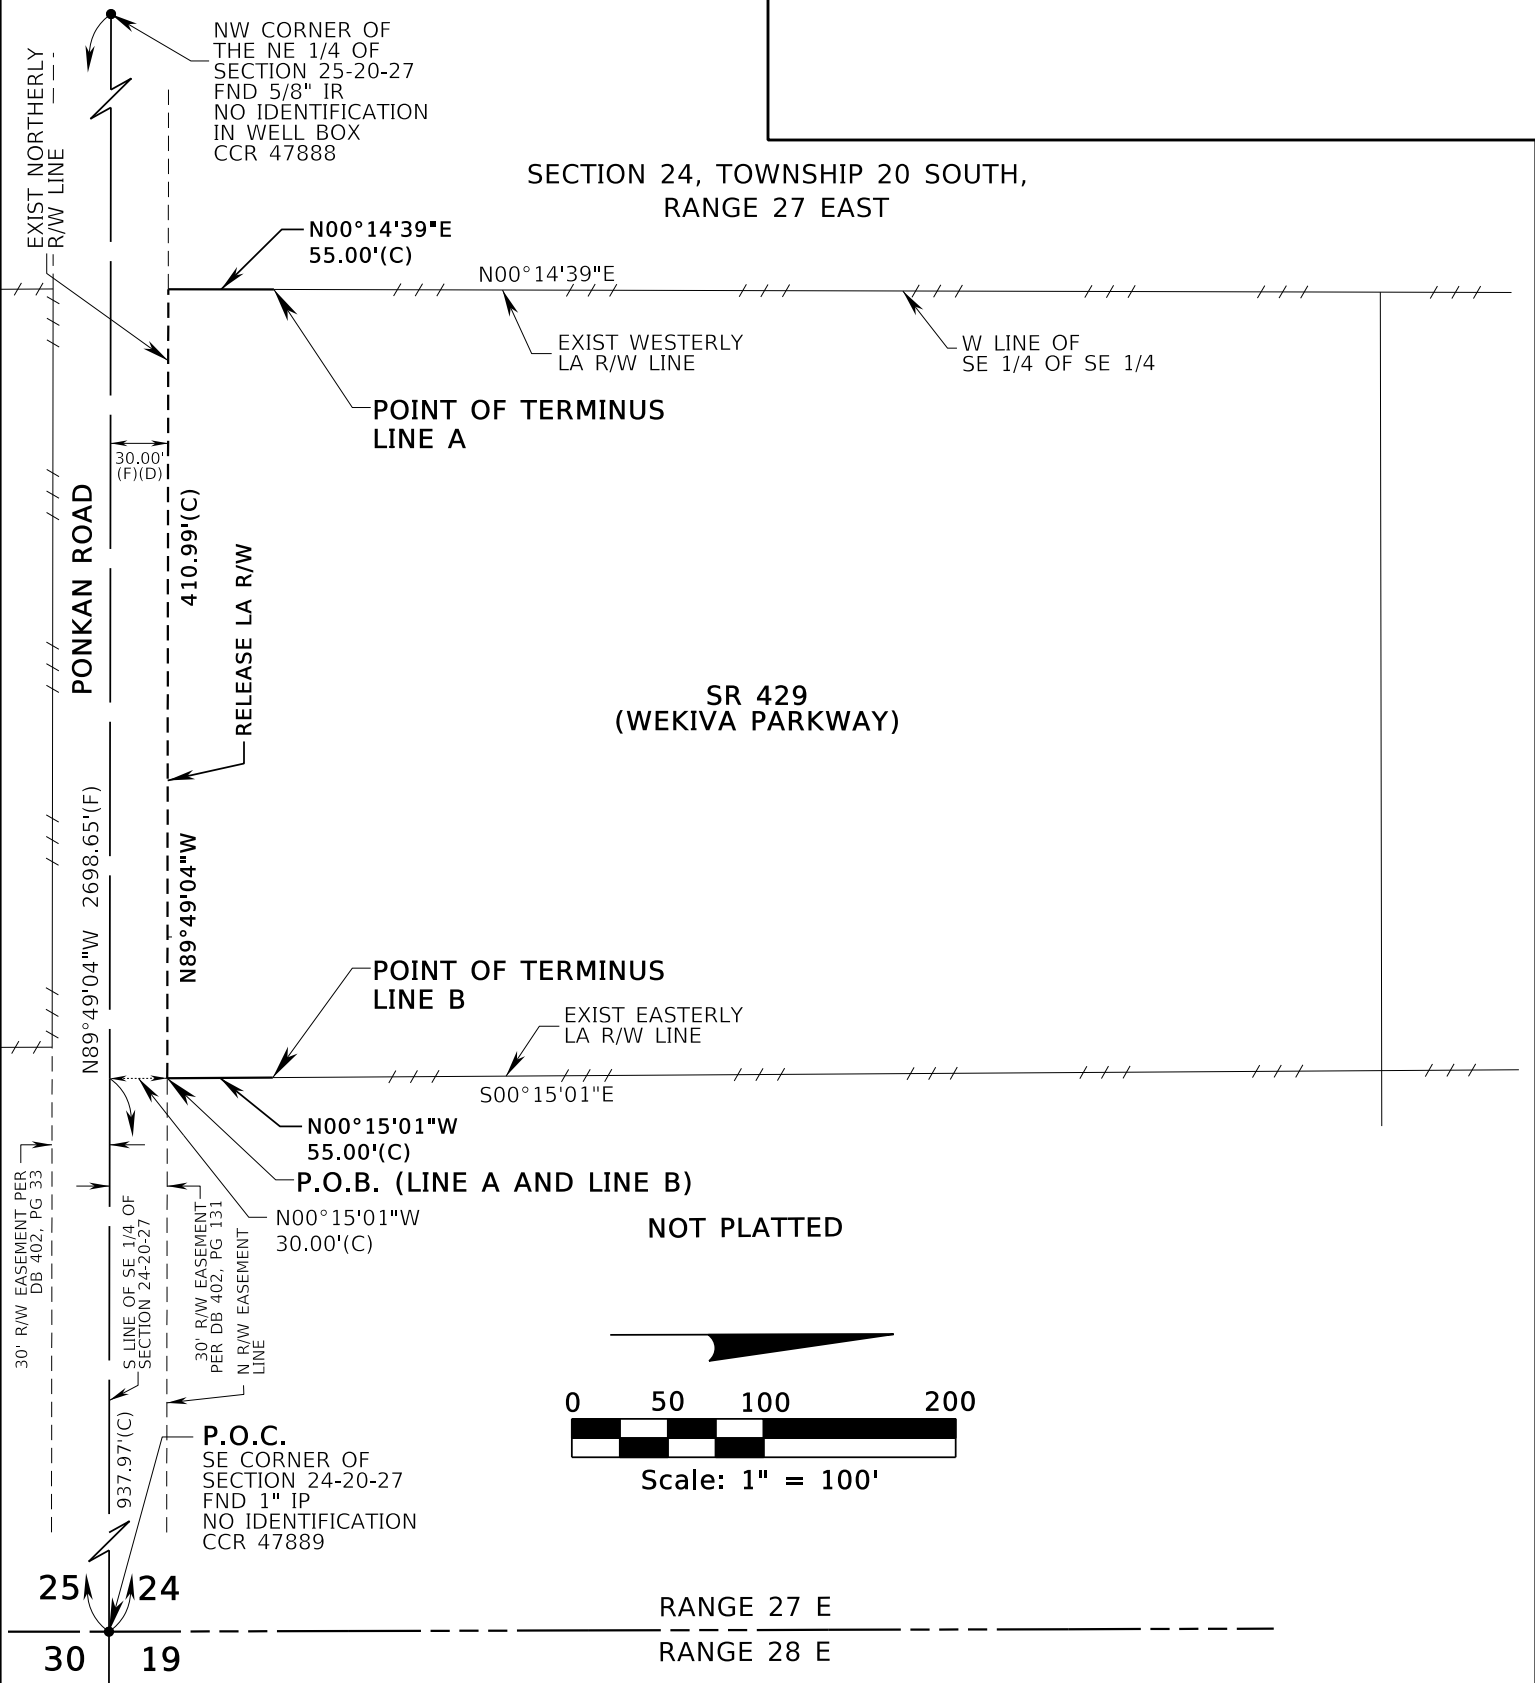 NW CORNER OF
THE NE 1/4 OF
SECTION 25-20-27
FND 5/8" IR
NO IDENTIFICATION
IN WELL BOX
CCR 47888
EXIST NORTHERLY
R/W LINE
SECTION 24, TOWNSHIP 20 SOUTH,
RANGE 27 EAST
N00°14'39"E
55.00'(C)
N00°14'39"E
EXIST WESTERLY
LA R/W LINE
W LINE OF
SE 1/4 OF SE 1/4
POINT OF TERMINUS
LINE A
30.00'
(F)(D)
PONKAN ROAD
410.99'(C)
RELEASE LA R/W
SR 429
(WEKIVA PARKWAY)
N89°49'04"W 2698.65'(F)
N89°49'04"W
POINT OF TERMINUS
LINE B
EXIST EASTERLY
LA R/W LINE
S00°15'01"E
N00°15'01"W
55.00'(C)
P.O.B. (LINE A AND LINE B)
N00°15'01"W
30.00'(C)
NOT PLATTED
30' R/W EASEMENT PER
DB 402, PG 33
S LINE OF SE 1/4 OF
SECTION 24-20-27
30' R/W EASEMENT
PER DB 402, PG 131
N R/W EASEMENT
LINE
937.97'(C)
0 50 100 200
Scale: 1" = 100'
P.O.C.
SE CORNER OF
SECTION 24-20-27
FND 1" IP
NO IDENTIFICATION
CCR 47889
25 24
30 19
RANGE 27 E
RANGE 28 E